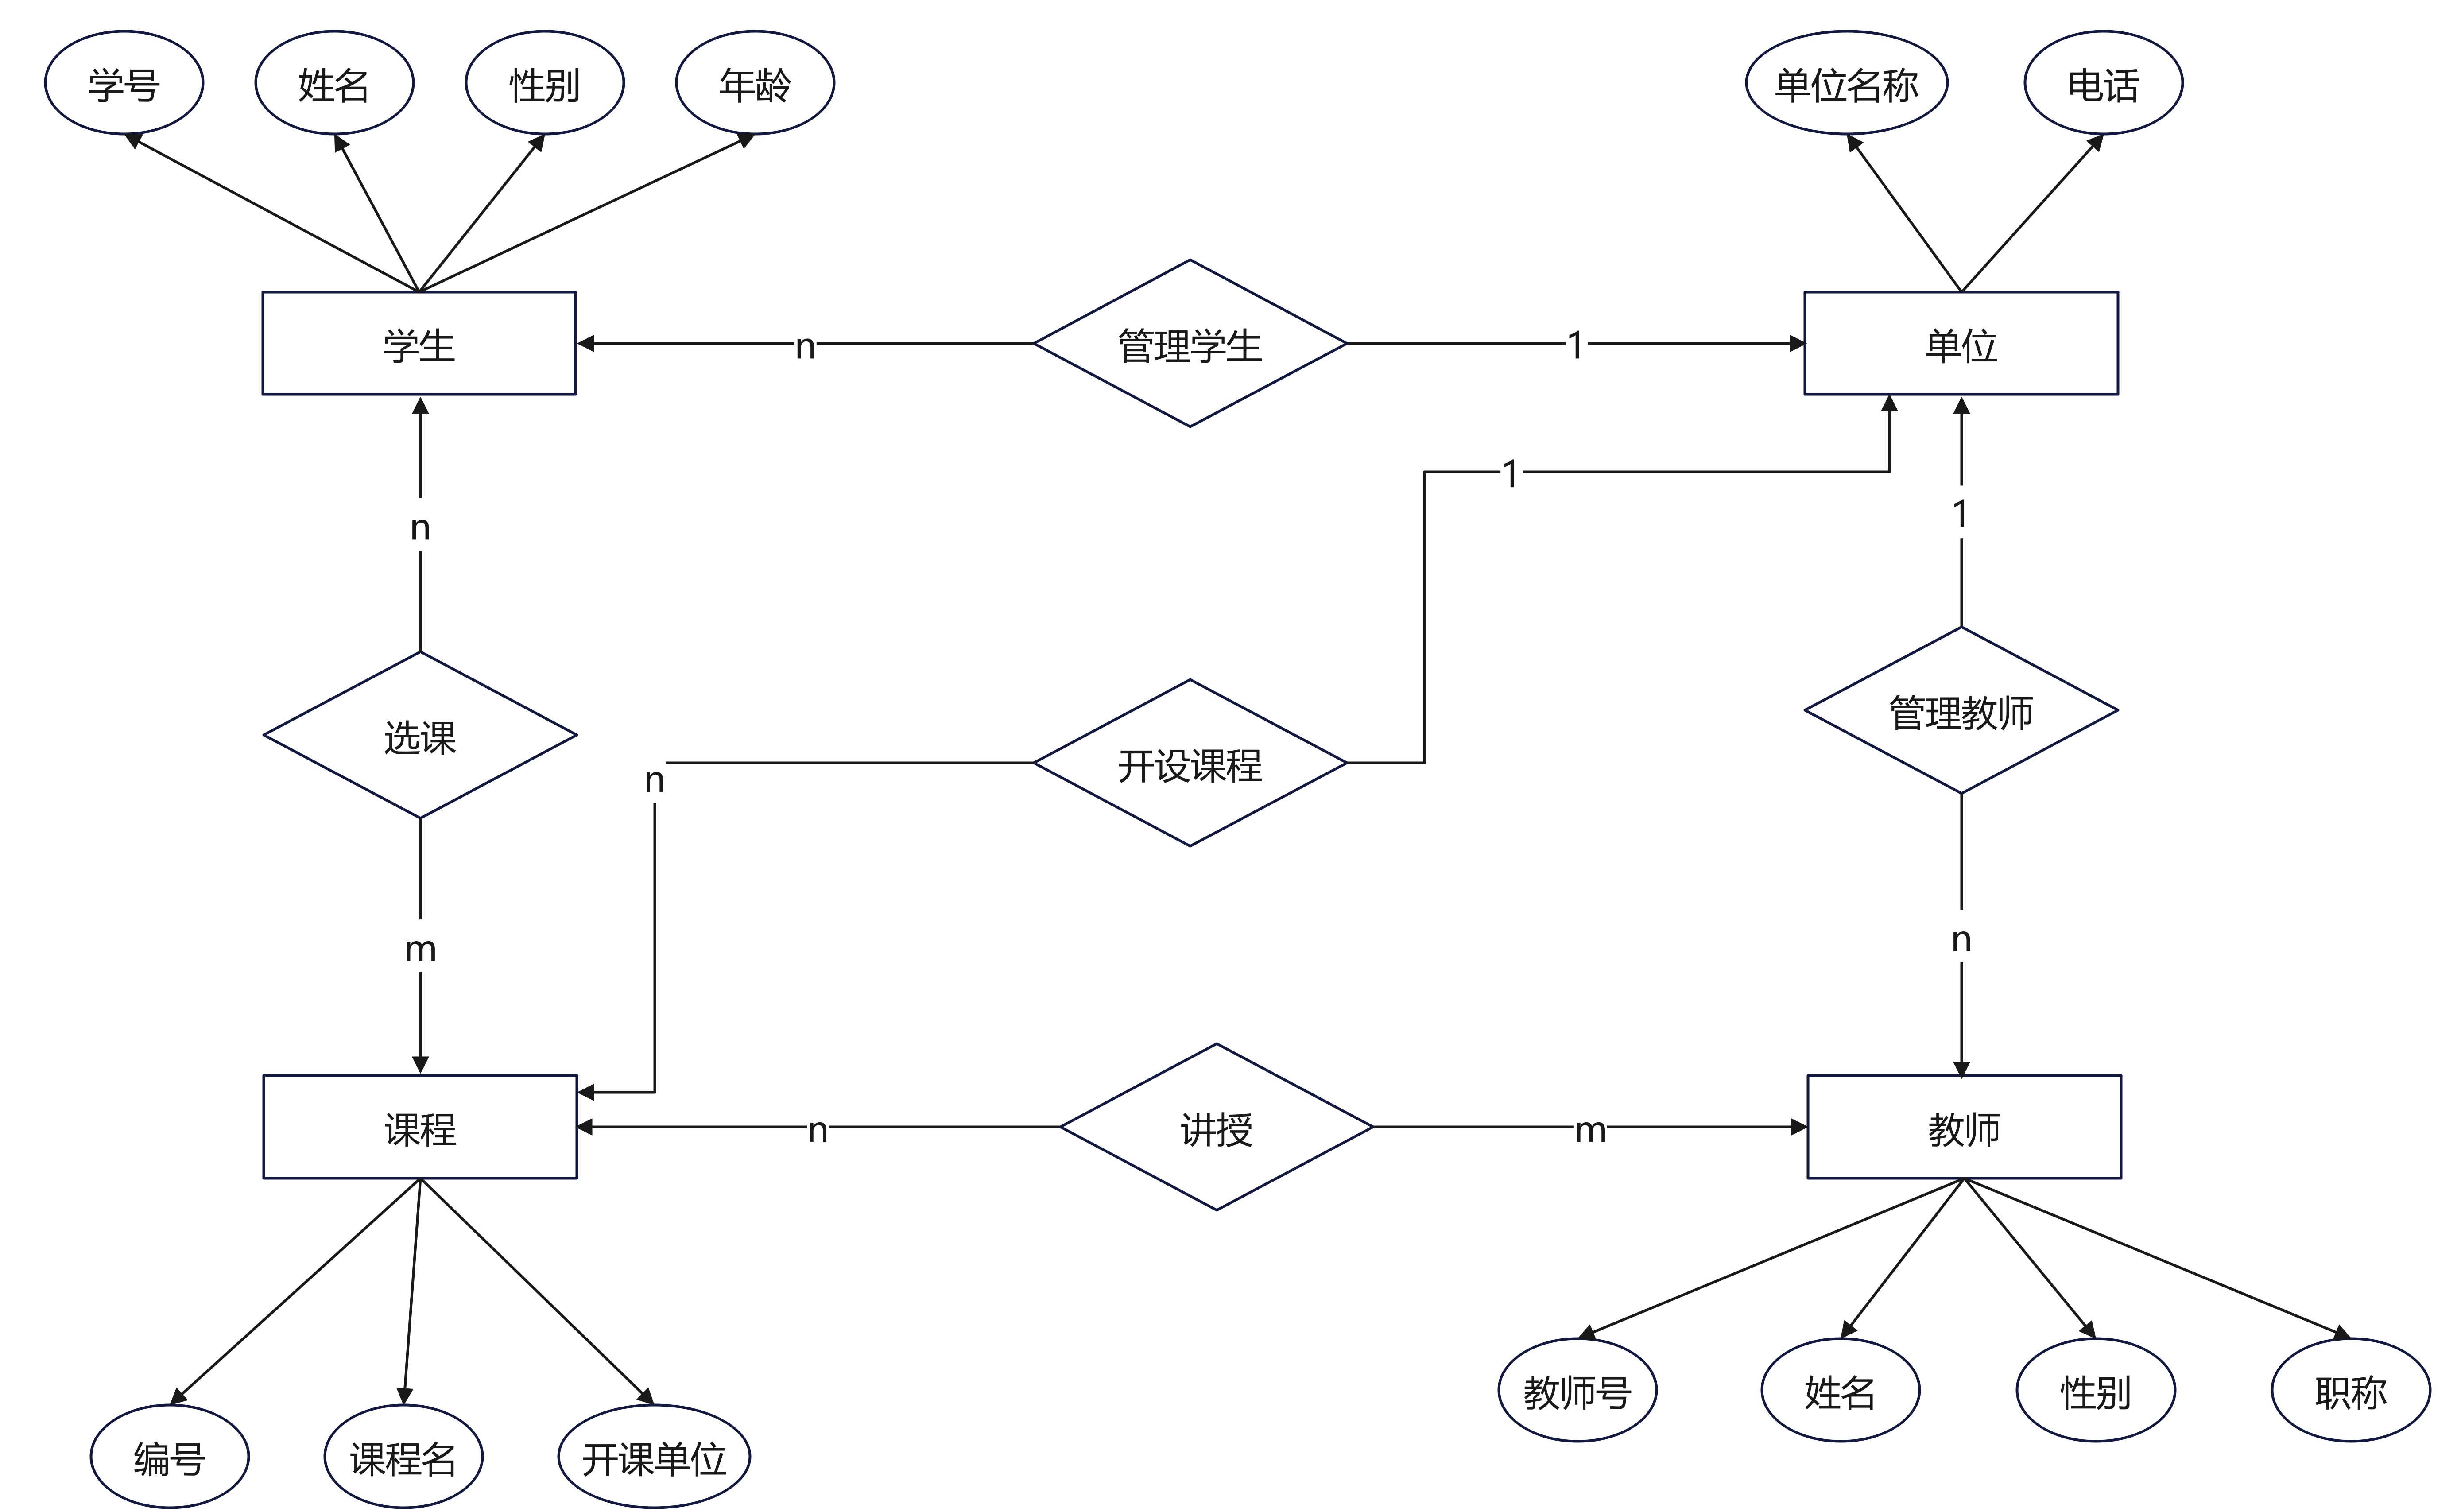 学号
姓名
性别
年龄
单位名称
电话
学生
n
管理学生
1
单位
1
n
1
选课
n
开设课程
管理教师
m
n
课程
n
讲授
m
教师
教师号
姓名
性别
职称
编号
课程名
开课单位